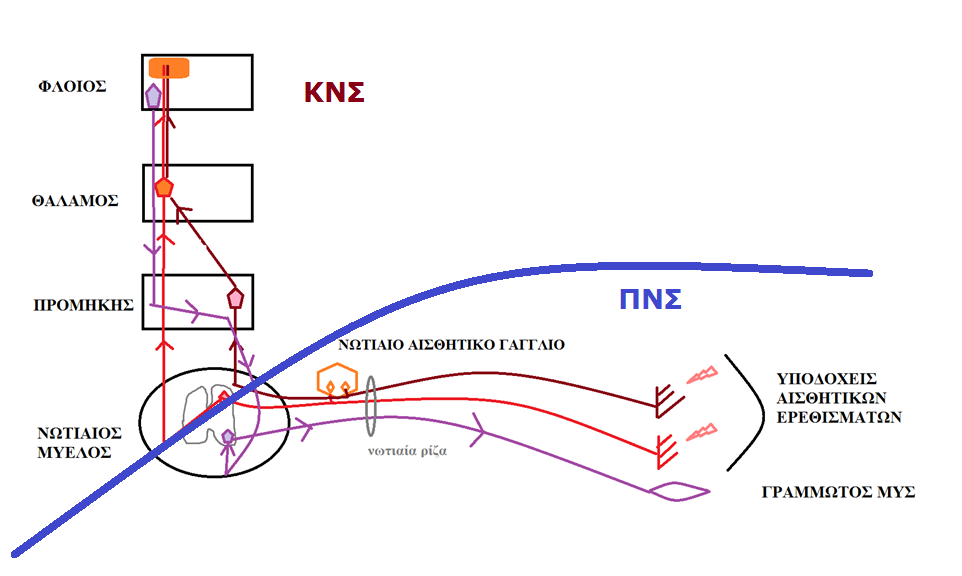 ΦΛΟΙΟΣ
ΚΝΣ
ΘΑΛΑΜΟΣ
ΠΡΟΜΗΚΗΣ
ΠΝΣ
ΝΩΤΙΑΙΟ ΑΙΣΘΗΤΙΚΟ ΓΑΓΓΛΙΟ
ΥΠΟΔΟΧΕΙΣ
ΑΙΣΘΗΤΙΚΩΝ
ΕΡΕΘΙΣΜΑΤΩΝ
ΝΩΤΙΑΙΟΣ
ΜΥΕΛΟΣ
νωτιαία ρίζα
ΓΡΑΜΜΩΤΟΣ ΜΥΣ